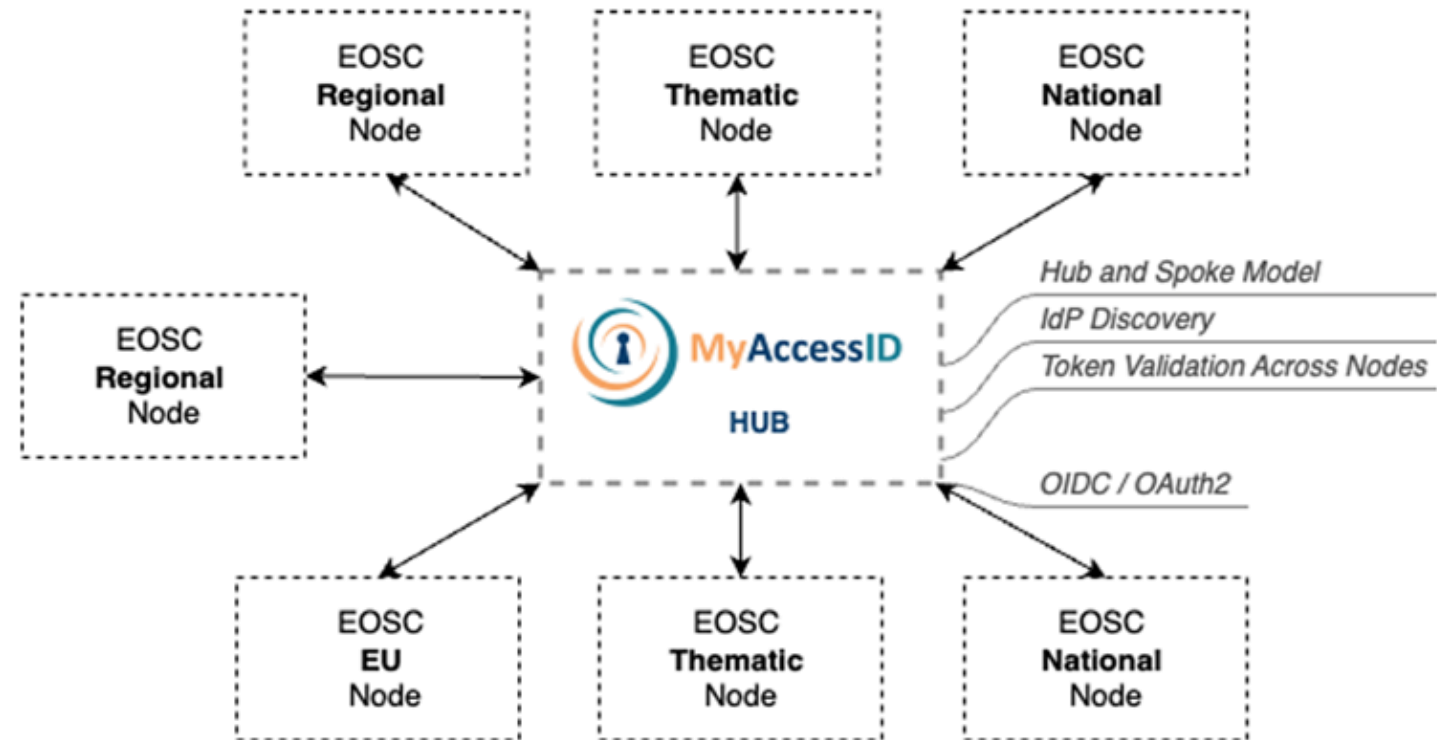 EOSC
Regional
Node
EOSC
Thematic
Node
EOSC
National
Node
EOSC
Regional
Node
MyAccessID
HUB
Hub and Spoke Model
IdP Discovery
Token Validation Across Nodes
OIDC / OAuth2
EOSC
EU
Node
EOSC
Thematic
Node
EOSC
National
Node